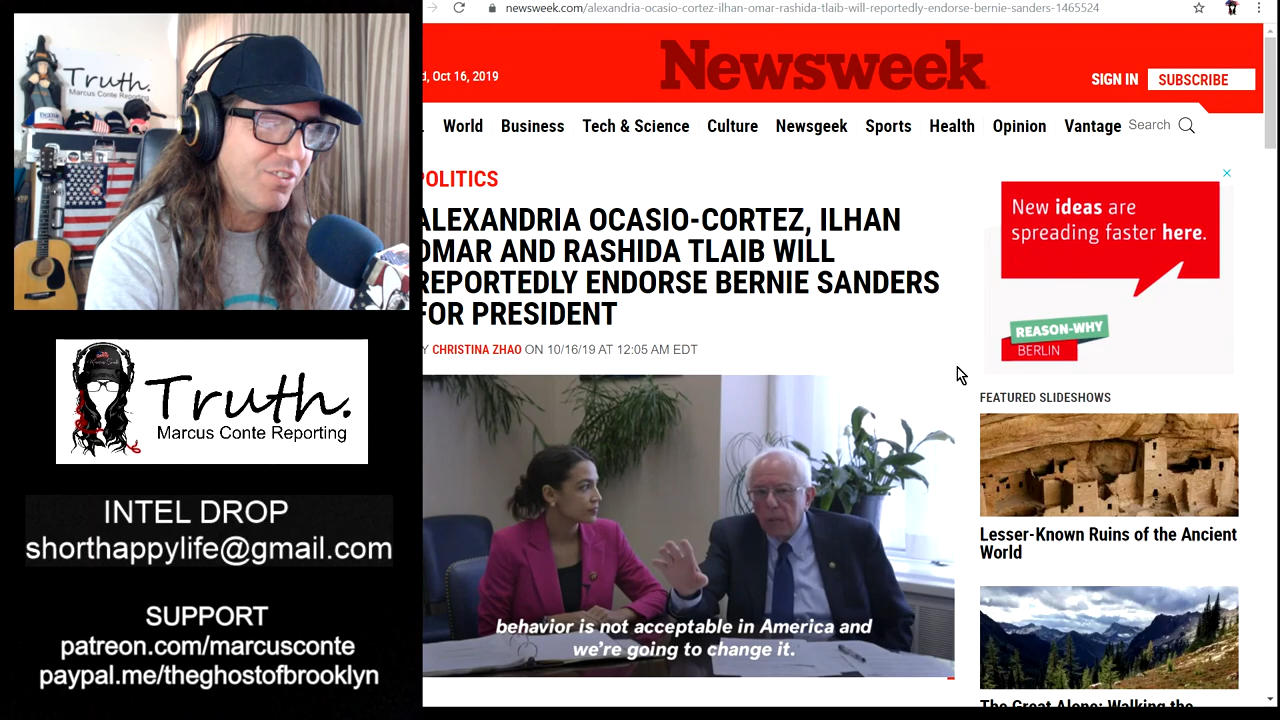 Truth.
Marcus Conte Reporting
Truth.
Marcus Conte Reporting
INTEL DROP
shorthappylife@gmail.com
SUPPORT
patreon.com/marcusconte
paypal.me/theghostofbrooklyn
newsweek.com/alexandria-ocasio-cortez-ilhan-omar-rashida-tlaib-will-reportedly-endorse-bernie-sanders-1465524
d, Oct 16, 2019
Newsweek
SIGN IN
SUBSCRIBE
World Business Tech & Science Culture Newsgeek Sports Health Opinion Vantage Search
POLITICS
ALEXANDRIA OCASIO-CORTEZ, ILHAN
OMAR AND RASHIDA TLAIB WILL
REPORTEDLY ENDORSE BERNIE SANDERS
FOR PRESIDENT
Y CHRISTINA ZHAO ON 10/16/19 AT 12:05 AM EDT
behavior is not acceptable in America and
we're going to change it.
New ideas are
spreading faster here.
REASON-WHY
BERLIN
FEATURED SLIDESHOWS
Lesser-Known Ruins of the Ancient
World
The Great Alone: Walking the